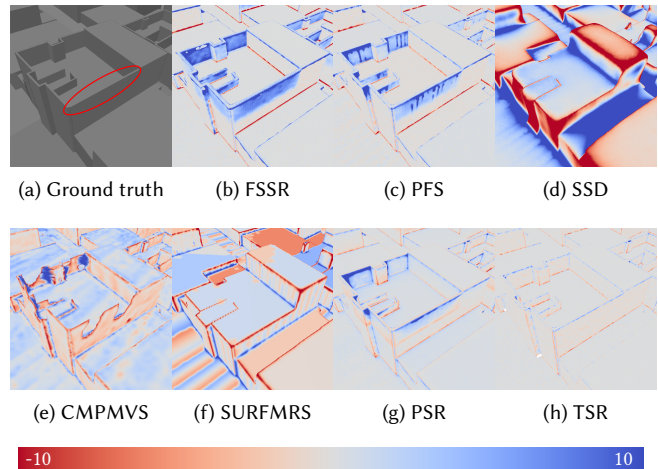 (a) Ground truth (b) FSSR (c) PFS (d) SSD
(e) CMPMVS (f) SURFMRS (g) PSR (h) TSR
-10 10